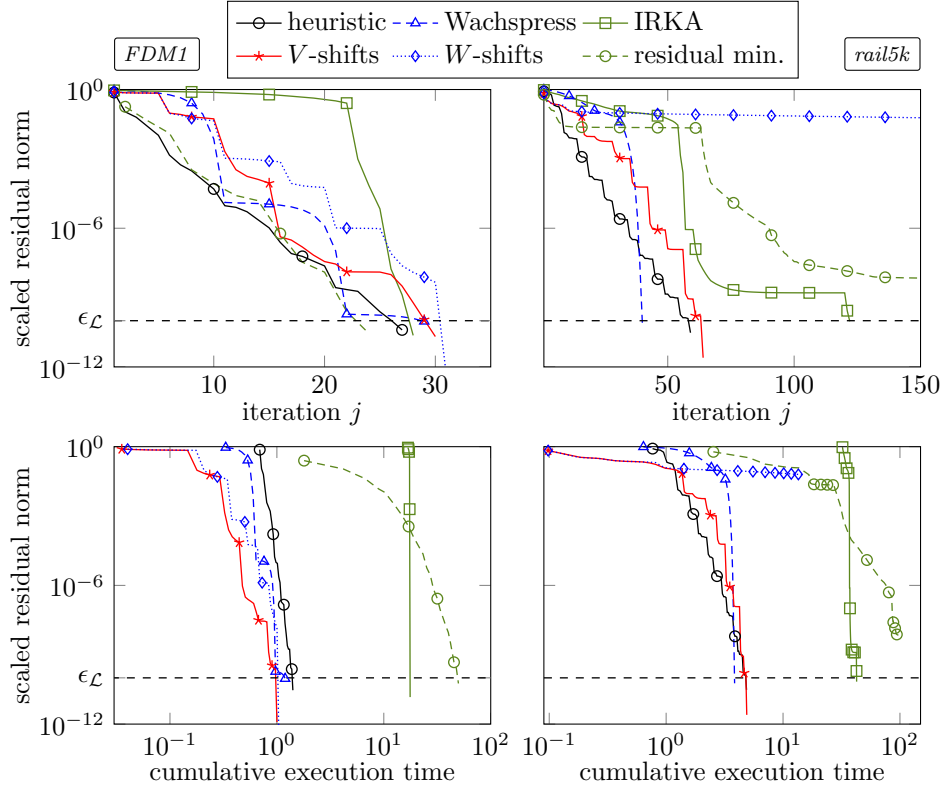 heuristic Wachspress IRKA
FDM1 V-shifts W-shifts residual min. rail5k
scaled residual norm
10^0
10^{-6}
ϵ_ℒ
10^{-12}
10 20 30
iteration j
50 100 150
iteration j
scaled residual norm
10^0
10^{-6}
ϵ_ℒ
10^{-12}
10^{-1} 10^0 10^1 10^2
cumulative execution time
10^{-1} 10^0 10^1 10^2
cumulative execution time